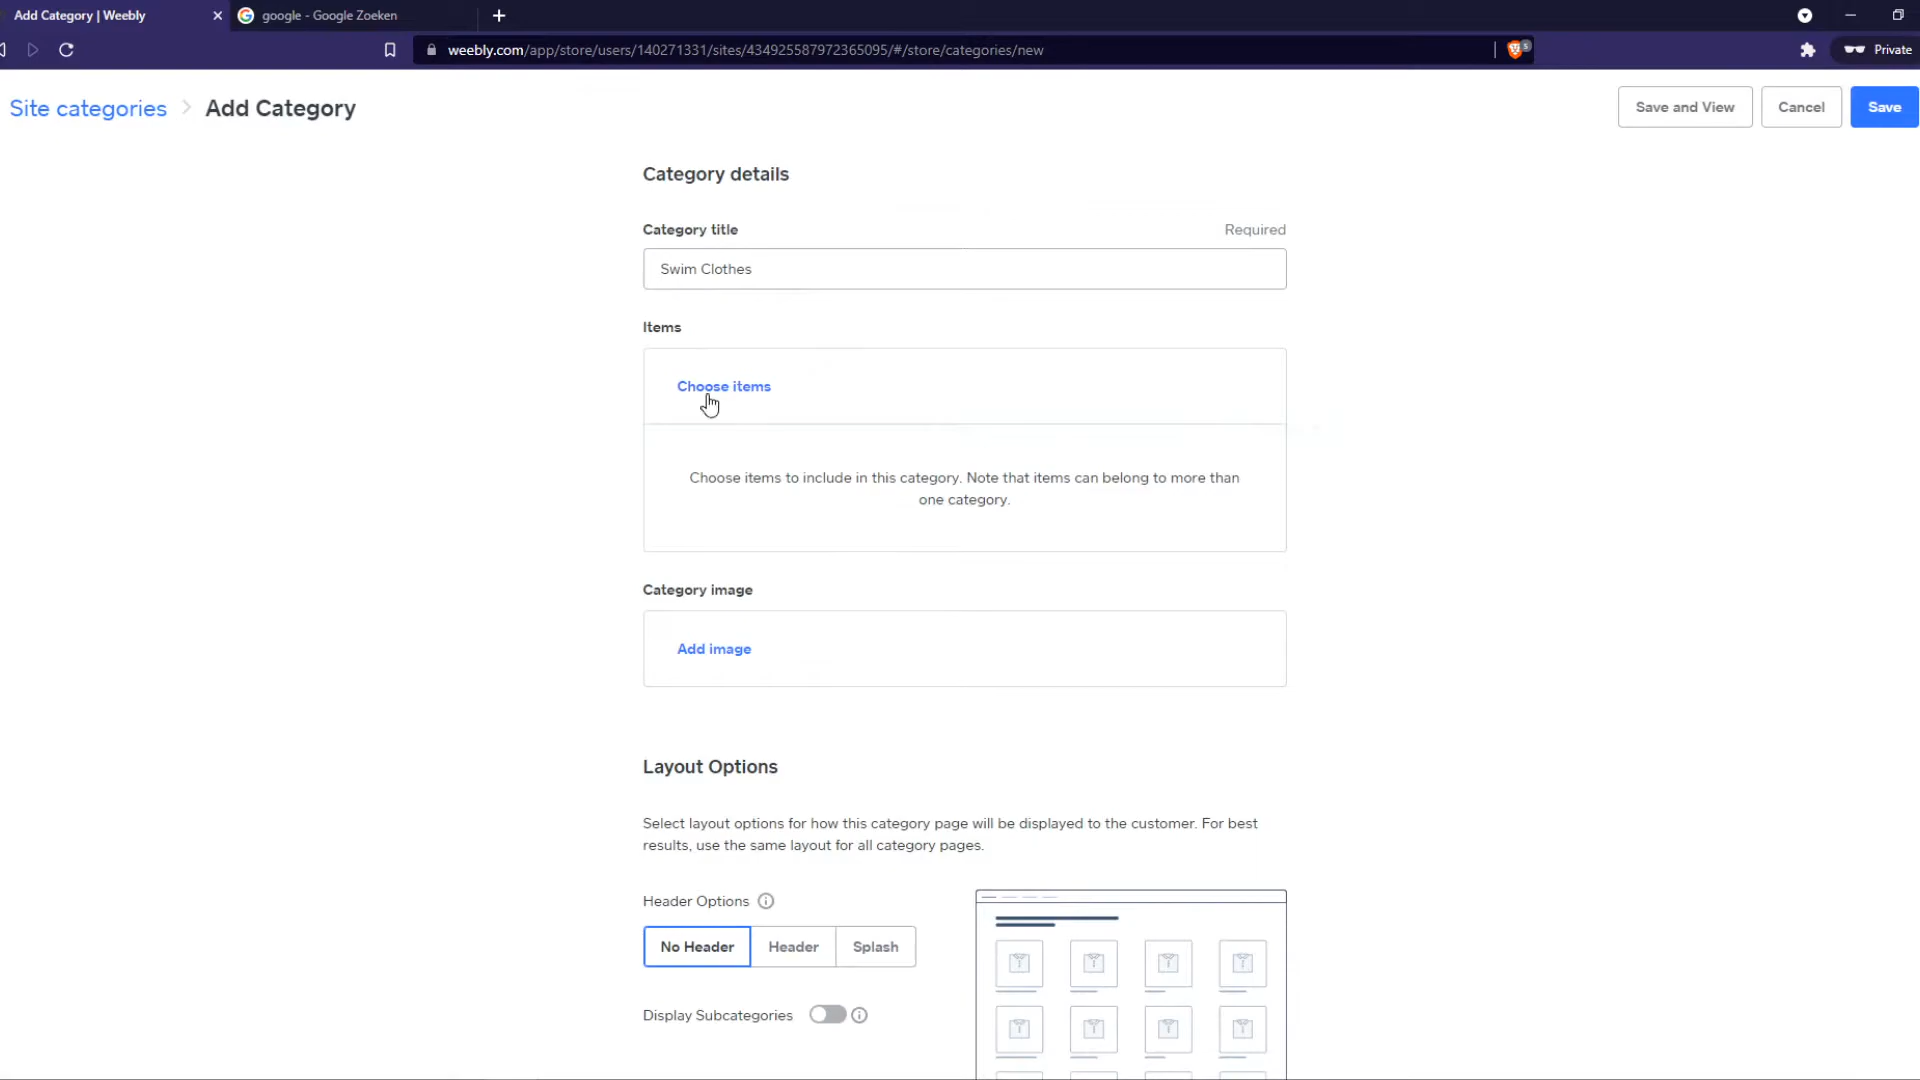 Add Category | Weebly
google - Google Zoeken
weebly.com/app/store/users/140271331/sites/434925587972365095/#/store/categories/new
5
Private
Site categories
Add Category
Save and View
Cancel
Save
Category details
Category title
Required
Swim Clothes
Items
Choose items
Choose items to include in this category. Note that items can belong to more than
one category.
Category image
Add image
Layout Options
Select layout options for how this category page will be displayed to the customer. For best
results, use the same layout for all category pages.
Header Options
No Header
Header
Splash
Display Subcategories